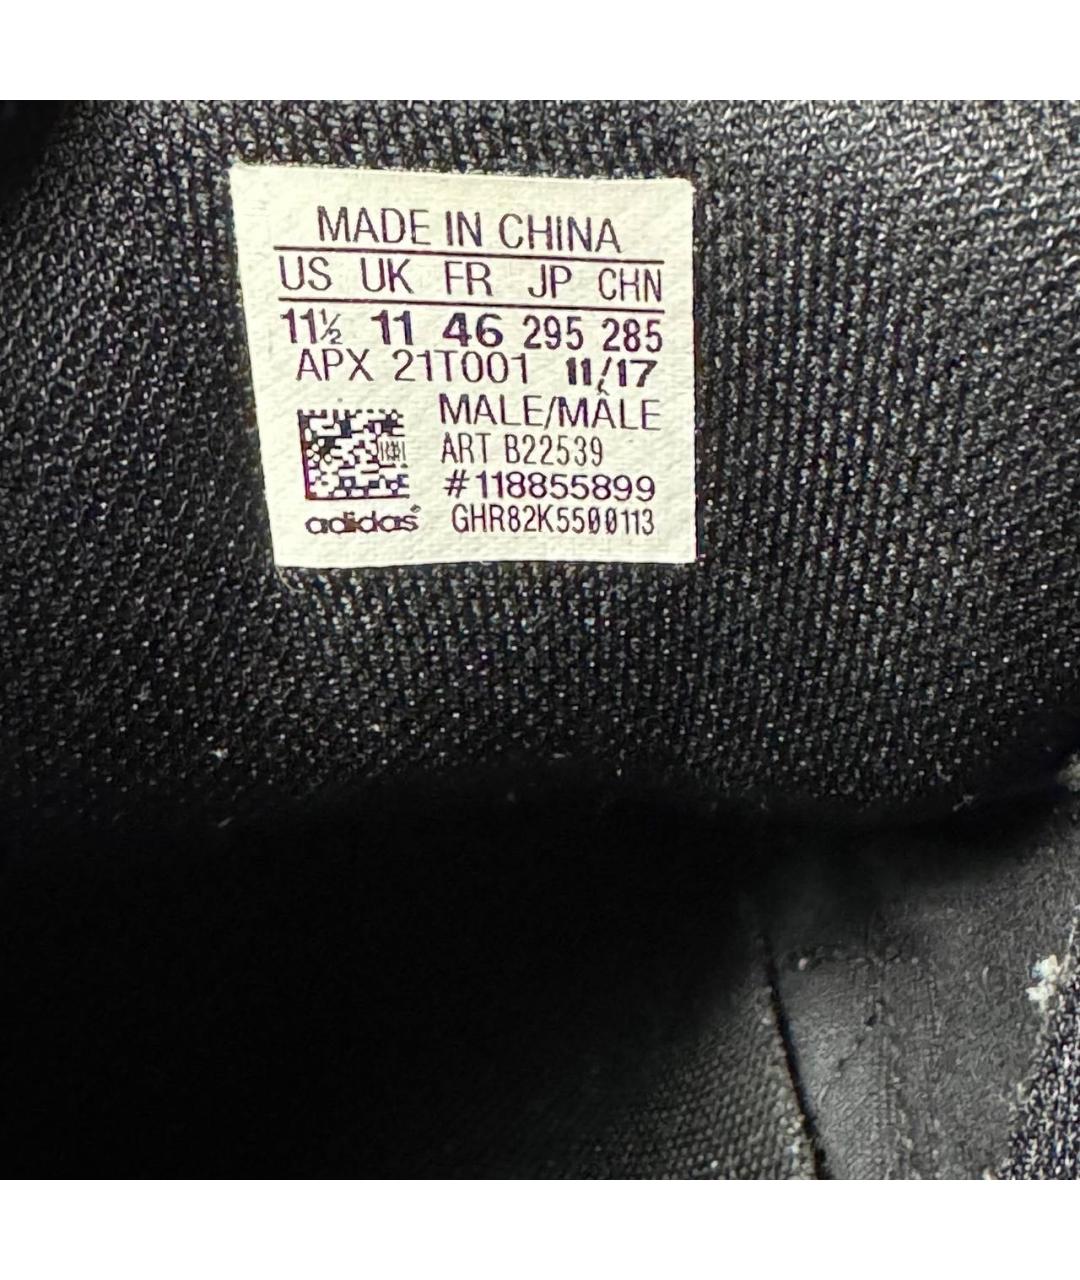 MADE IN CHINA
US UK FR JP CHN
11½ 11 46 295 285
APX 21T001 11/17
MALE/MÂLE
ART B22539
#118855899
adidas® GHR82K5500113